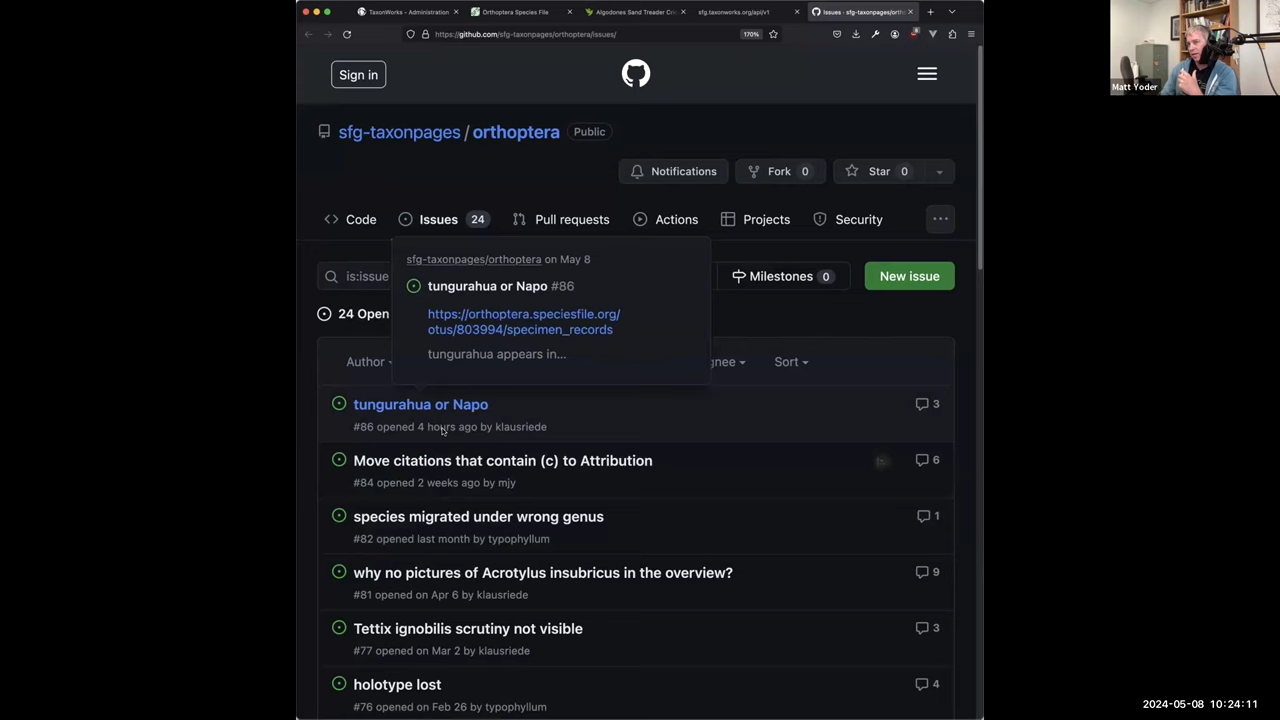 TaxonWorks - Administration
Orthoptera Species File
Algodones Sand Treader Cri
sfg.taxonworks.org/api/v1
Issues · sfg-taxonpages/orth
https://github.com/sfg-taxonpages/orthoptera/issues/
170%
Matt Yoder
Sign in
sfg-taxonpages / orthoptera
Public
Notifications
Fork 0
Star 0
Code
Issues 24
Pull requests
Actions
Projects
Security
sfg-taxonpages/orthoptera on May 8
is:issue
tungurahua or Napo #86
Milestones 0
New issue
24 Open
https://orthoptera.speciesfile.org/
otus/803994/specimen_records
tungurahua appears in...
Author
gnee
Sort
tungurahua or Napo
3
#86 opened 4 hours ago by klausriede
Move citations that contain (c) to Attribution
6
#84 opened 2 weeks ago by mjy
species migrated under wrong genus
1
#82 opened last month by typophyllum
why no pictures of Acrotylus insubricus in the overview?
9
#81 opened on Apr 6 by klausriede
Tettix ignobilis scrutiny not visible
3
#77 opened on Mar 2 by klausriede
holotype lost
4
#76 opened on Feb 26 by typophyllum
2024-05-08 10:24:11